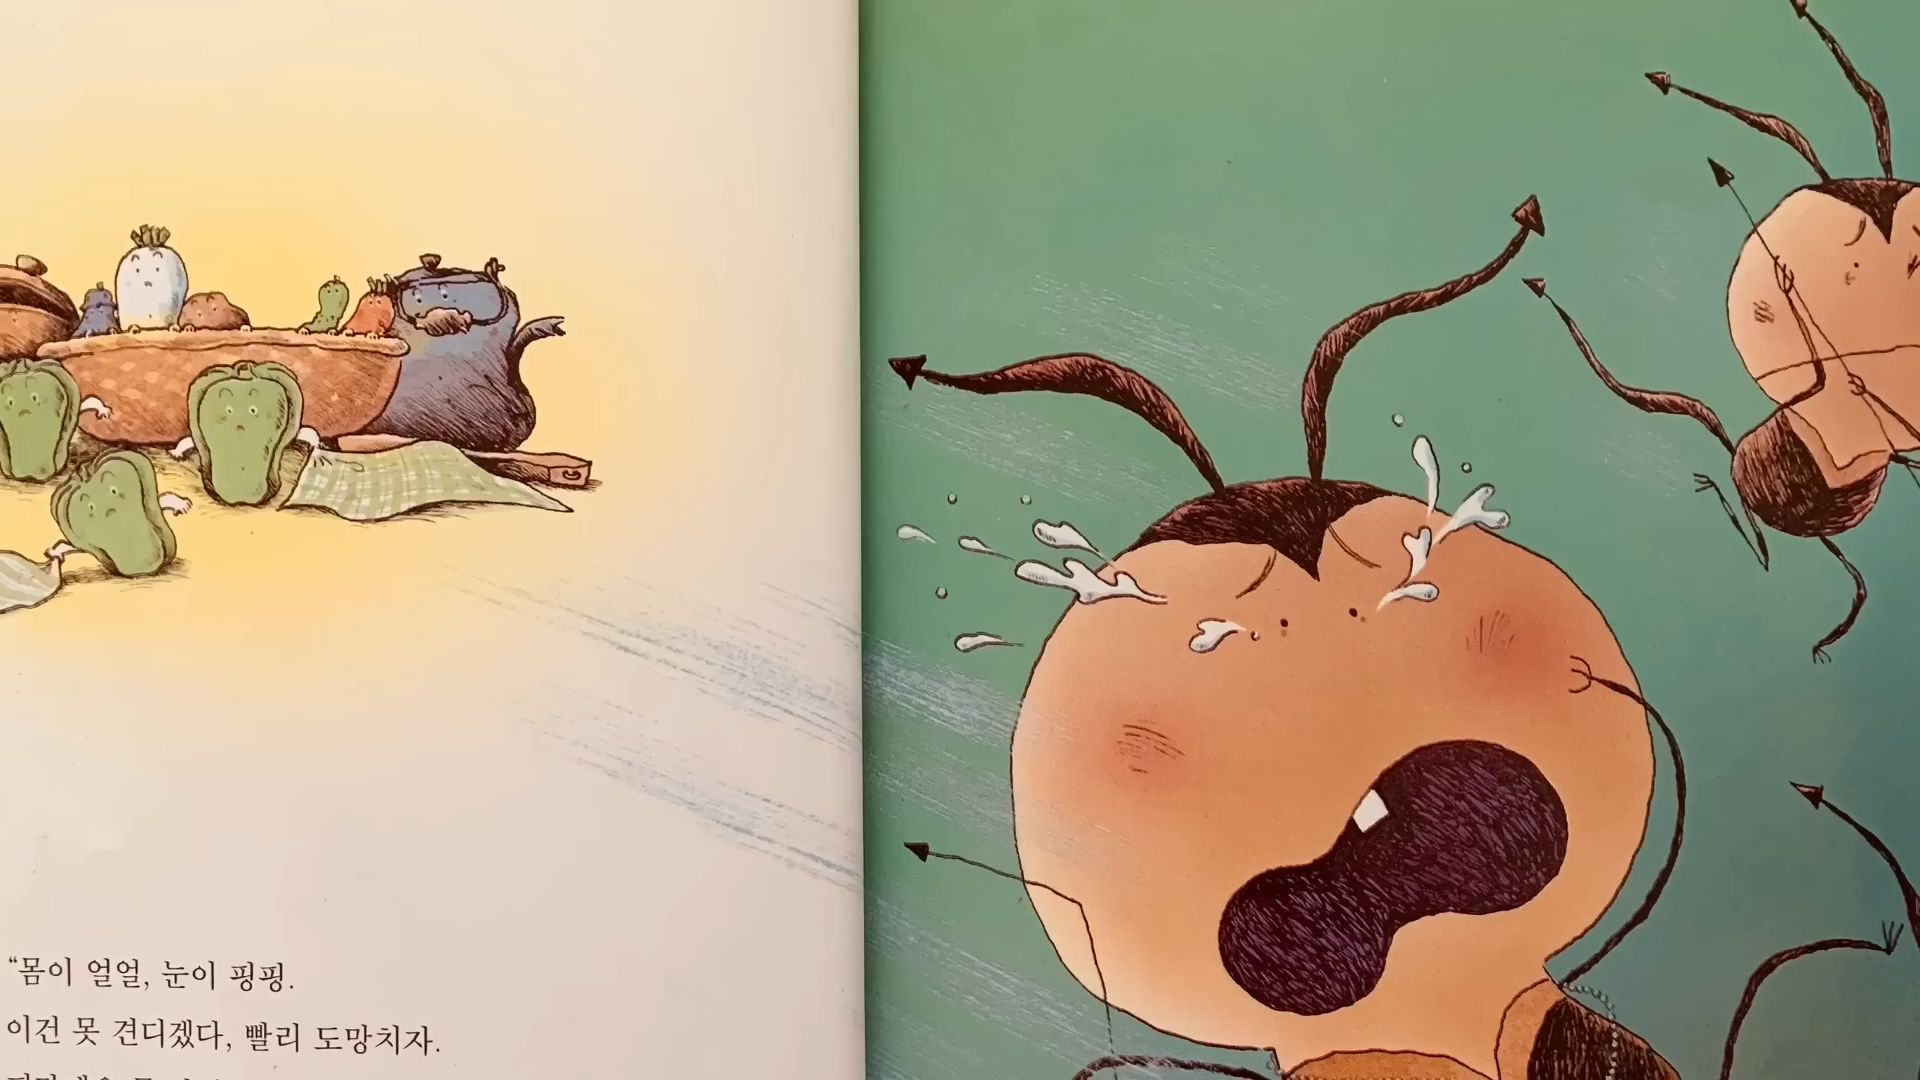 “몸이 얼얼, 눈이 핑핑.
이건 못 견디겠다, 빨리 도망치자.